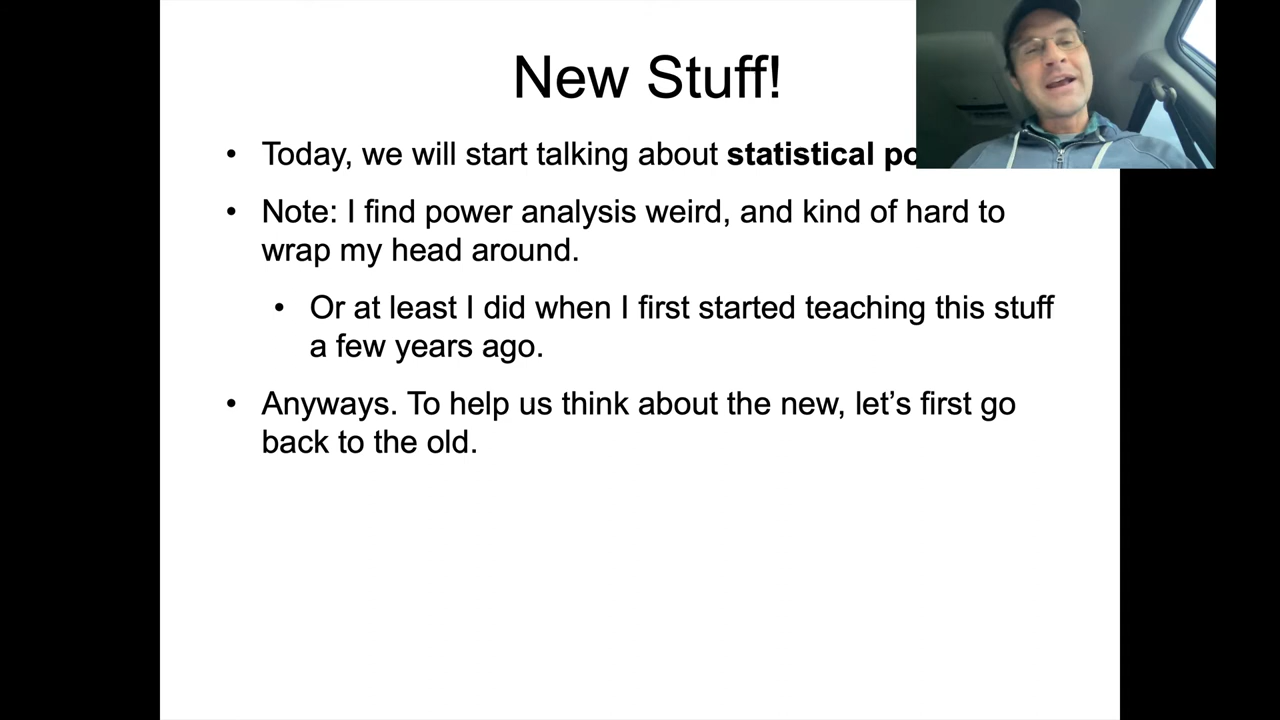 New Stuff!
• Today, we will start talking about statistical
• Note: I find power analysis weird, and kind of hard to
wrap my head around.
• Or at least I did when I first started teaching this stuff
a few years ago.
• Anyways. To help us think about the new, let’s first go
back to the old.